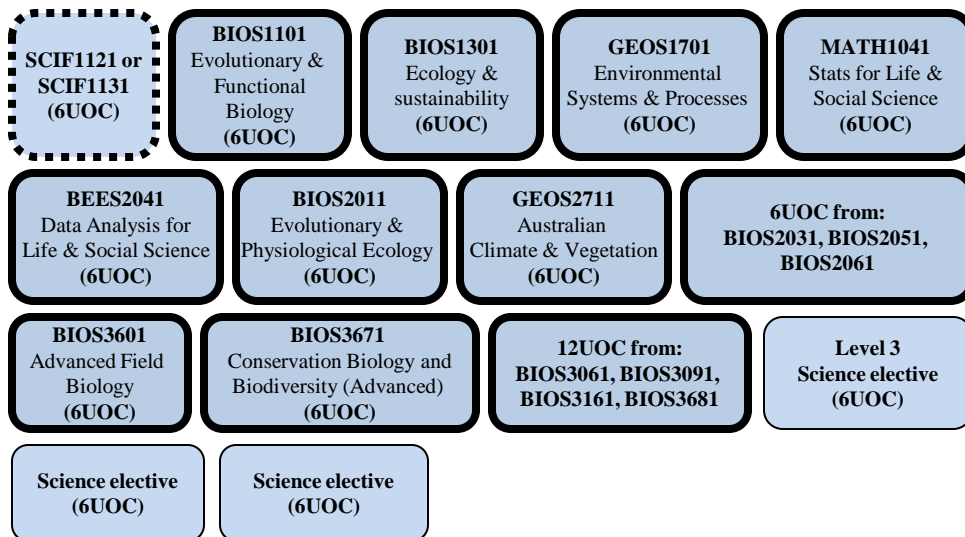 SCIF1121 or
SCIF1131
(6UOC)
BIOS1101
Evolutionary &
Functional
Biology
(6UOC)
BIOS1301
Ecology &
sustainability
(6UOC)
GEOS1701
Environmental
Systems & Processes
(6UOC)
MATH1041
Stats for Life &
Social Science
(6UOC)
BEES2041
Data Analysis for
Life & Social Science
(6UOC)
BIOS2011
Evolutionary &
Physiological Ecology
(6UOC)
GEOS2711
Australian
Climate & Vegetation
(6UOC)
6UOC from:
BIOS2031, BIOS2051,
BIOS2061
BIOS3601
Advanced Field
Biology
(6UOC)
BIOS3671
Conservation Biology and
Biodiversity (Advanced)
(6UOC)
12UOC from:
BIOS3061, BIOS3091,
BIOS3161, BIOS3681
Level 3
Science elective
(6UOC)
Science elective
(6UOC)
Science elective
(6UOC)